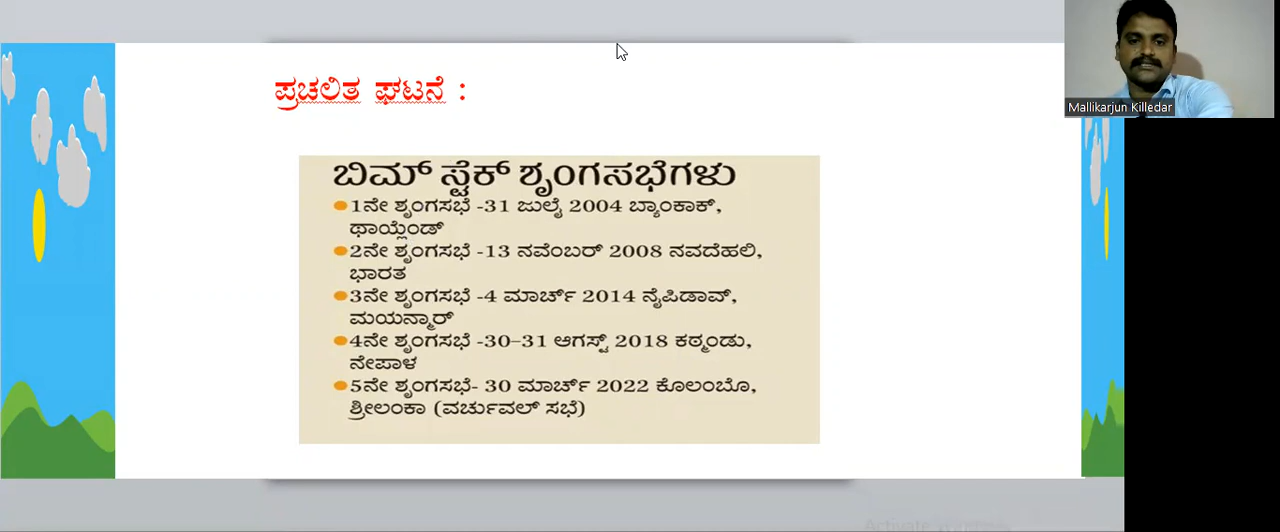 ಪ್ರಚಲಿತ ಘಟನೆ :
Mallikarjun Killedar
ಬಿಮ್ ಸ್ಟೆಕ್ ಶೃಂಗಸಭೆಗಳು
1ನೇ ಶೃಂಗಸಭೆ -31 ಜುಲೈ 2004 ಬ್ಯಾಂಕಾಕ್,
ಥಾಯ್ಲೆಂಡ್
2ನೇ ಶೃಂಗಸಭೆ -13 ನವೆಂಬರ್ 2008 ನವದೆಹಲಿ,
ಭಾರತ
3ನೇ ಶೃಂಗಸಭೆ -4 ಮಾರ್ಚ್ 2014 ನೈಪಿಡಾವ್,
ಮಯನ್ಮಾರ್
4ನೇ ಶೃಂಗಸಭೆ -30–31 ಆಗಸ್ಟ್ 2018 ಕಠ್ಮಂಡು,
ನೇಪಾಳ
5ನೇ ಶೃಂಗಸಭೆ- 30 ಮಾರ್ಚ್ 2022 ಕೊಲಂಬೊ,
ಶ್ರೀಲಂಕಾ (ವರ್ಚುವಲ್ ಸಭೆ)
Activate Windows